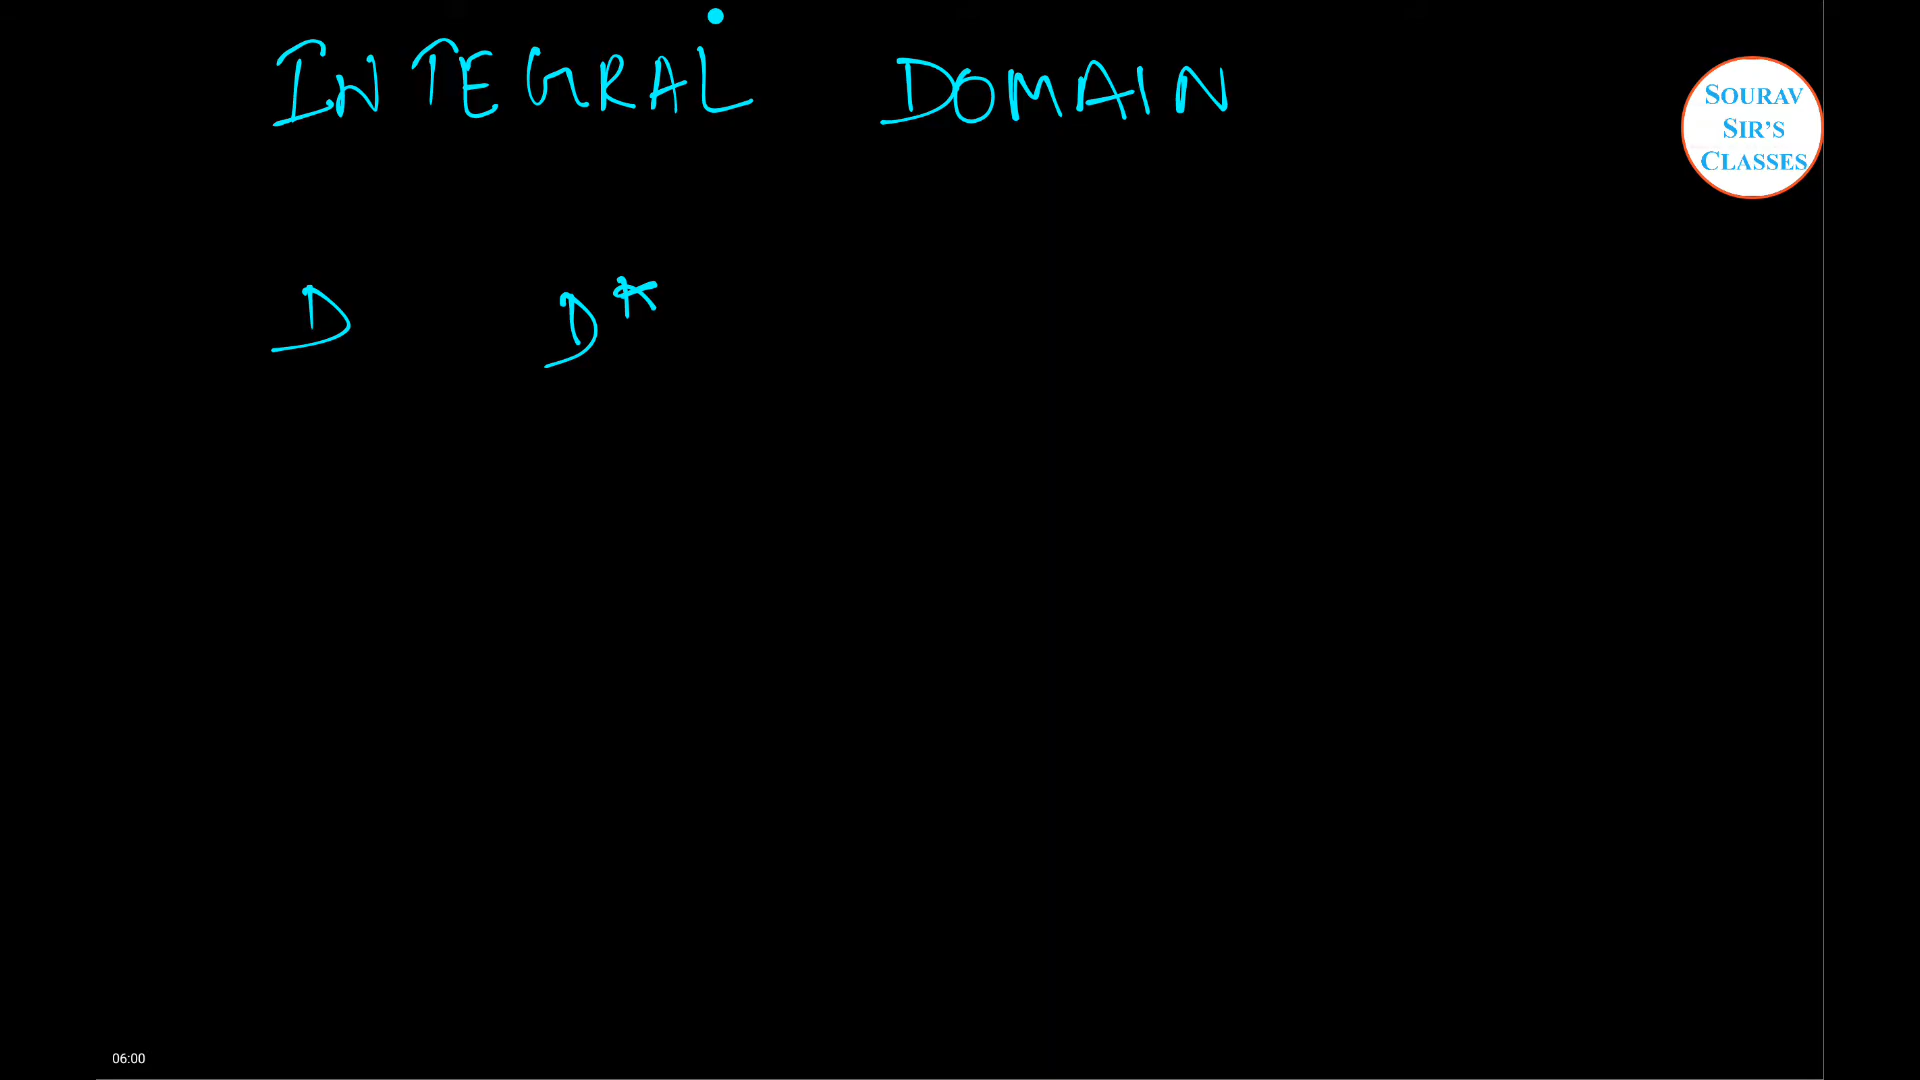 INTEGRAL DOMAIN
SOURAV
SIR'S
CLASSES
D D*
06:00